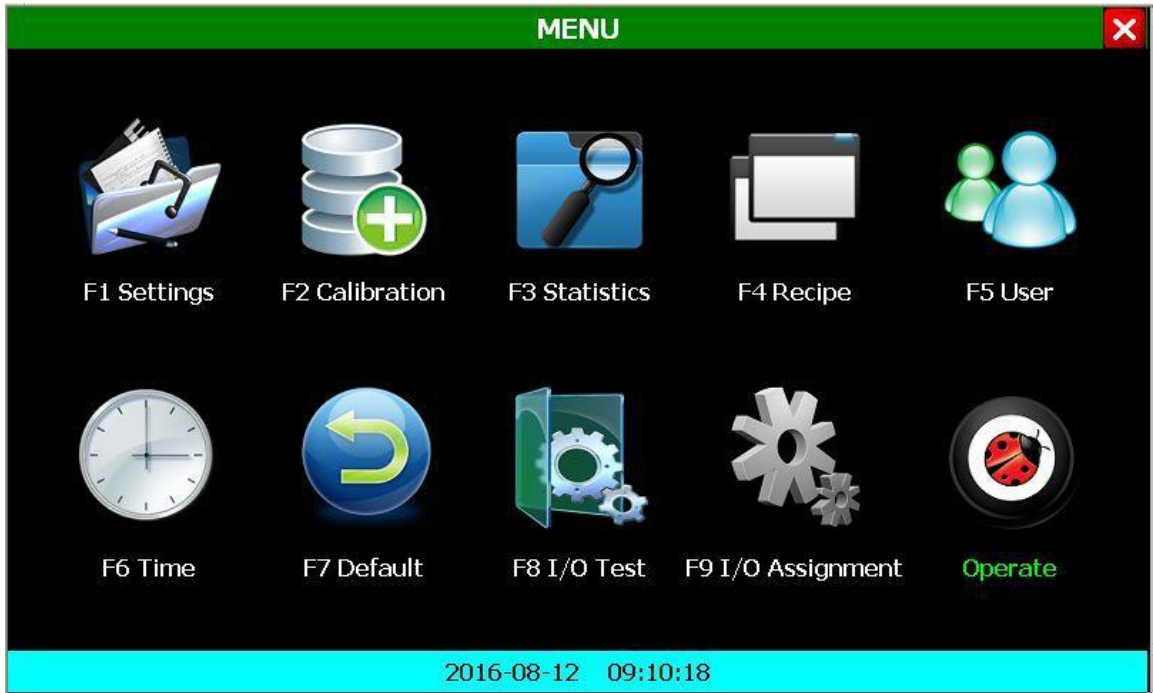 MENU
F1 Settings
F2 Calibration
F3 Statistics
F4 Recipe
F5 User
F6 Time
F7 Default
F8 I/O Test
F9 I/O Assignment
Operate
2016-08-12 09:10:18